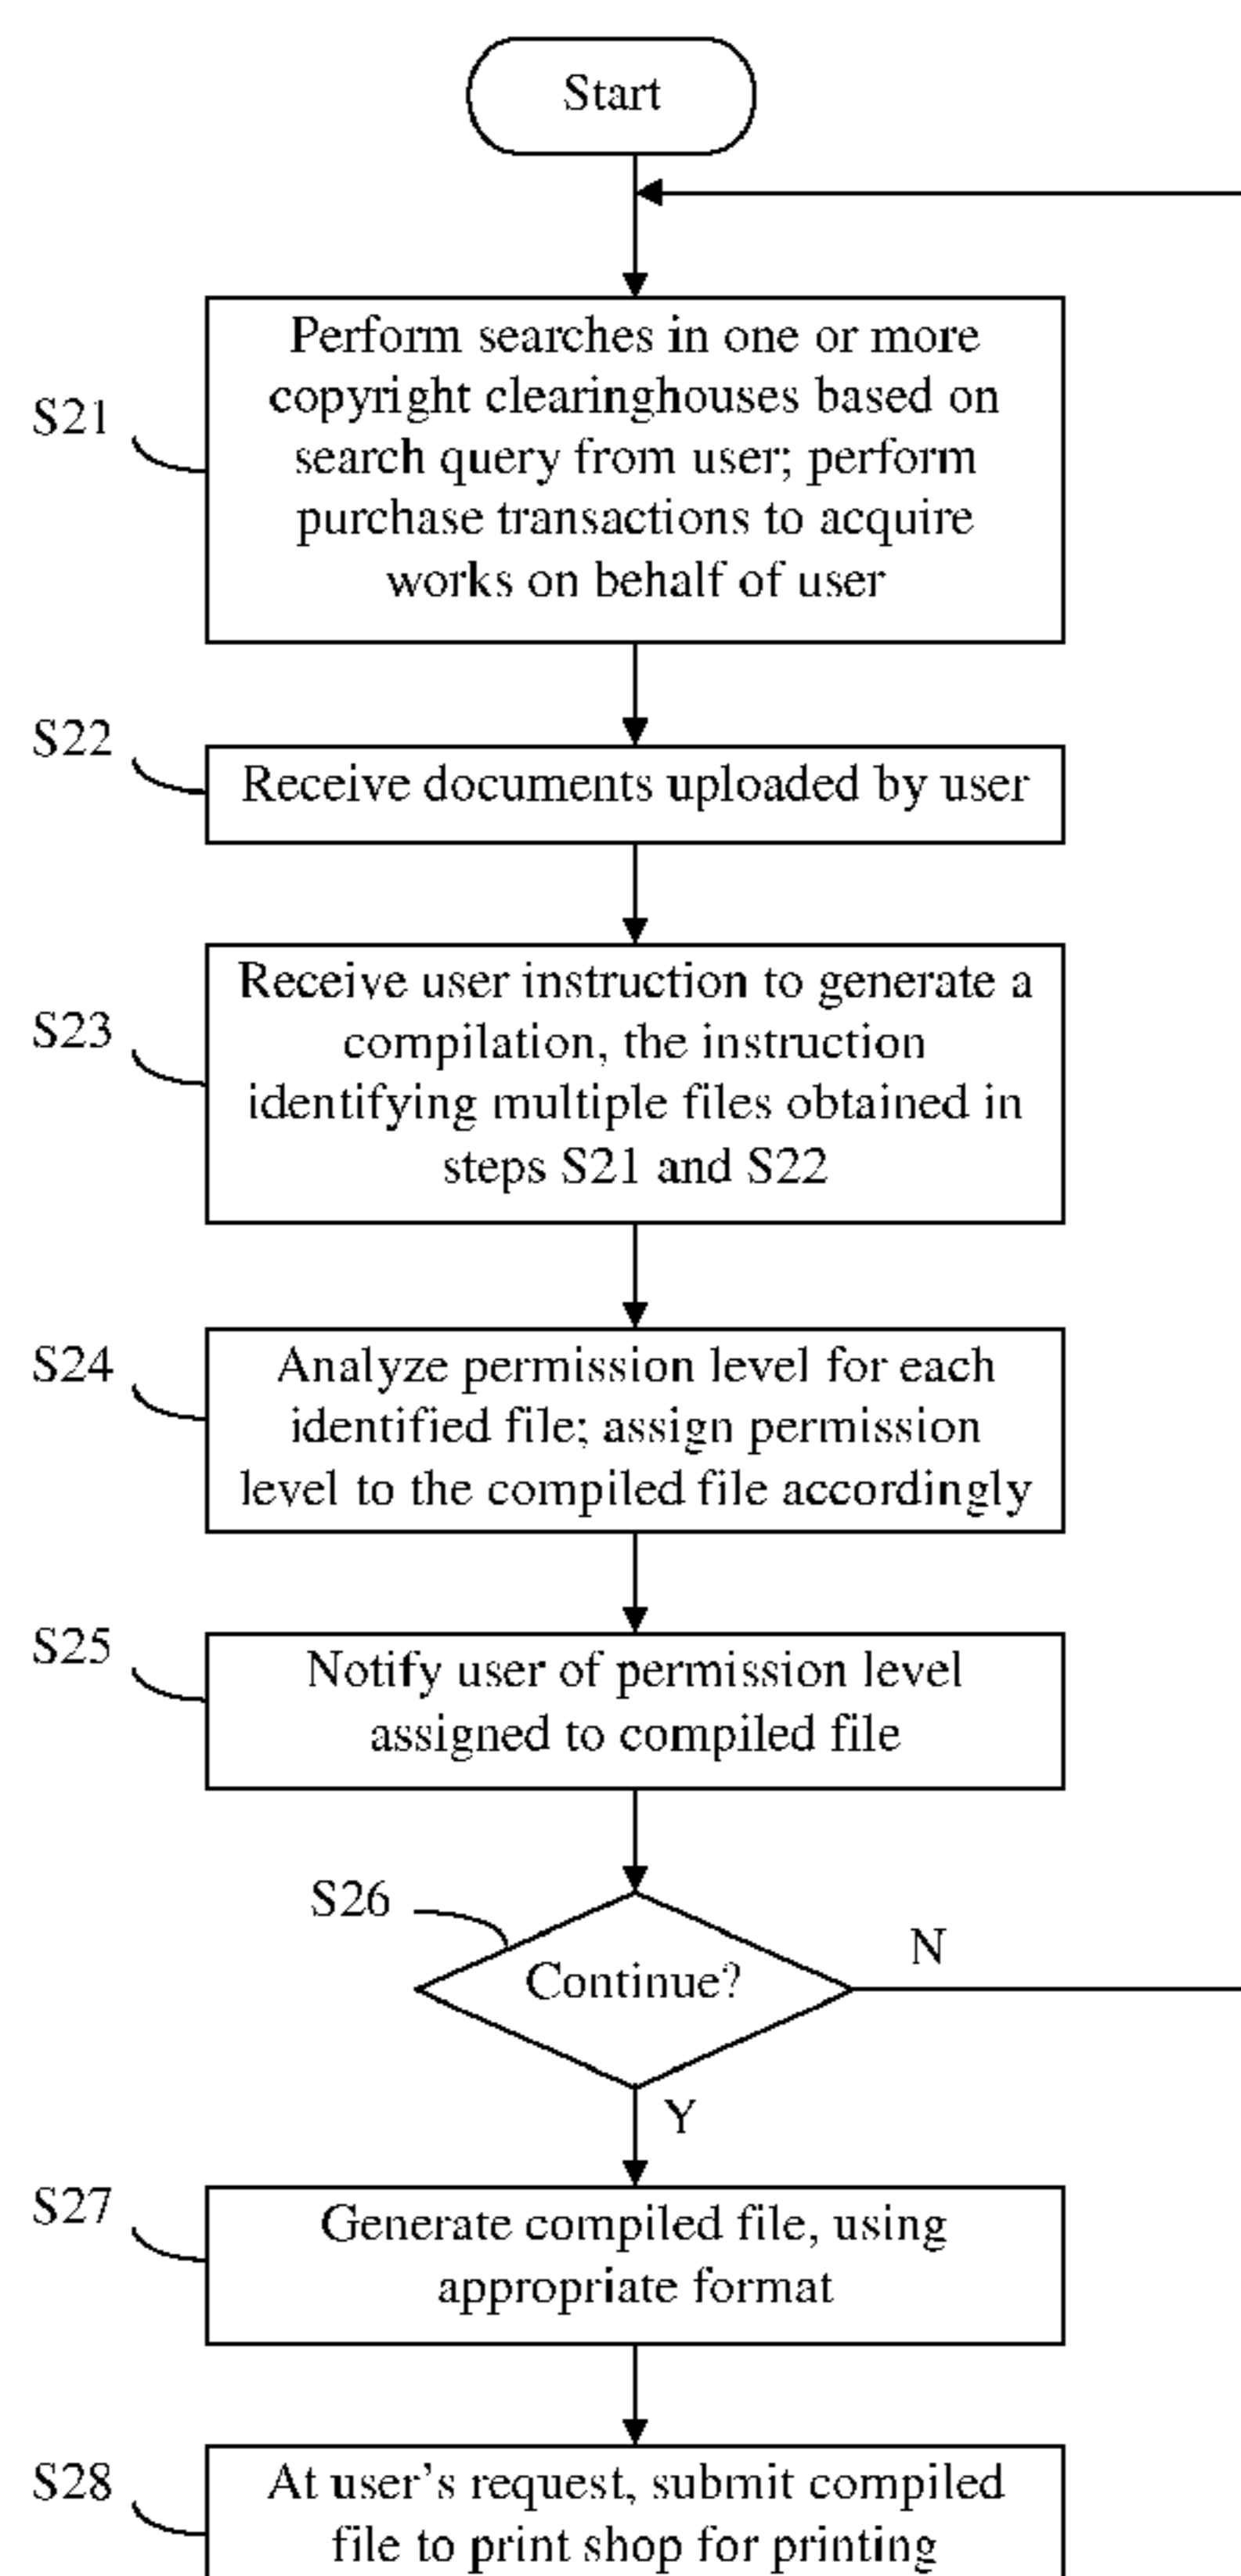 Start
S21
Perform searches in one or more
copyright clearinghouses based on
search query from user; perform
purchase transactions to acquire
works on behalf of user
S22
Receive documents uploaded by user
S23
Receive user instruction to generate a
compilation, the instruction
identifying multiple files obtained in
steps S21 and S22
S24
Analyze permission level for each
identified file; assign permission
level to the compiled file accordingly
S25
Notify user of permission level
assigned to compiled file
S26
Continue?
N
Y
S27
Generate compiled file, using
appropriate format
S28
At user's request, submit compiled
file to print shop for printing